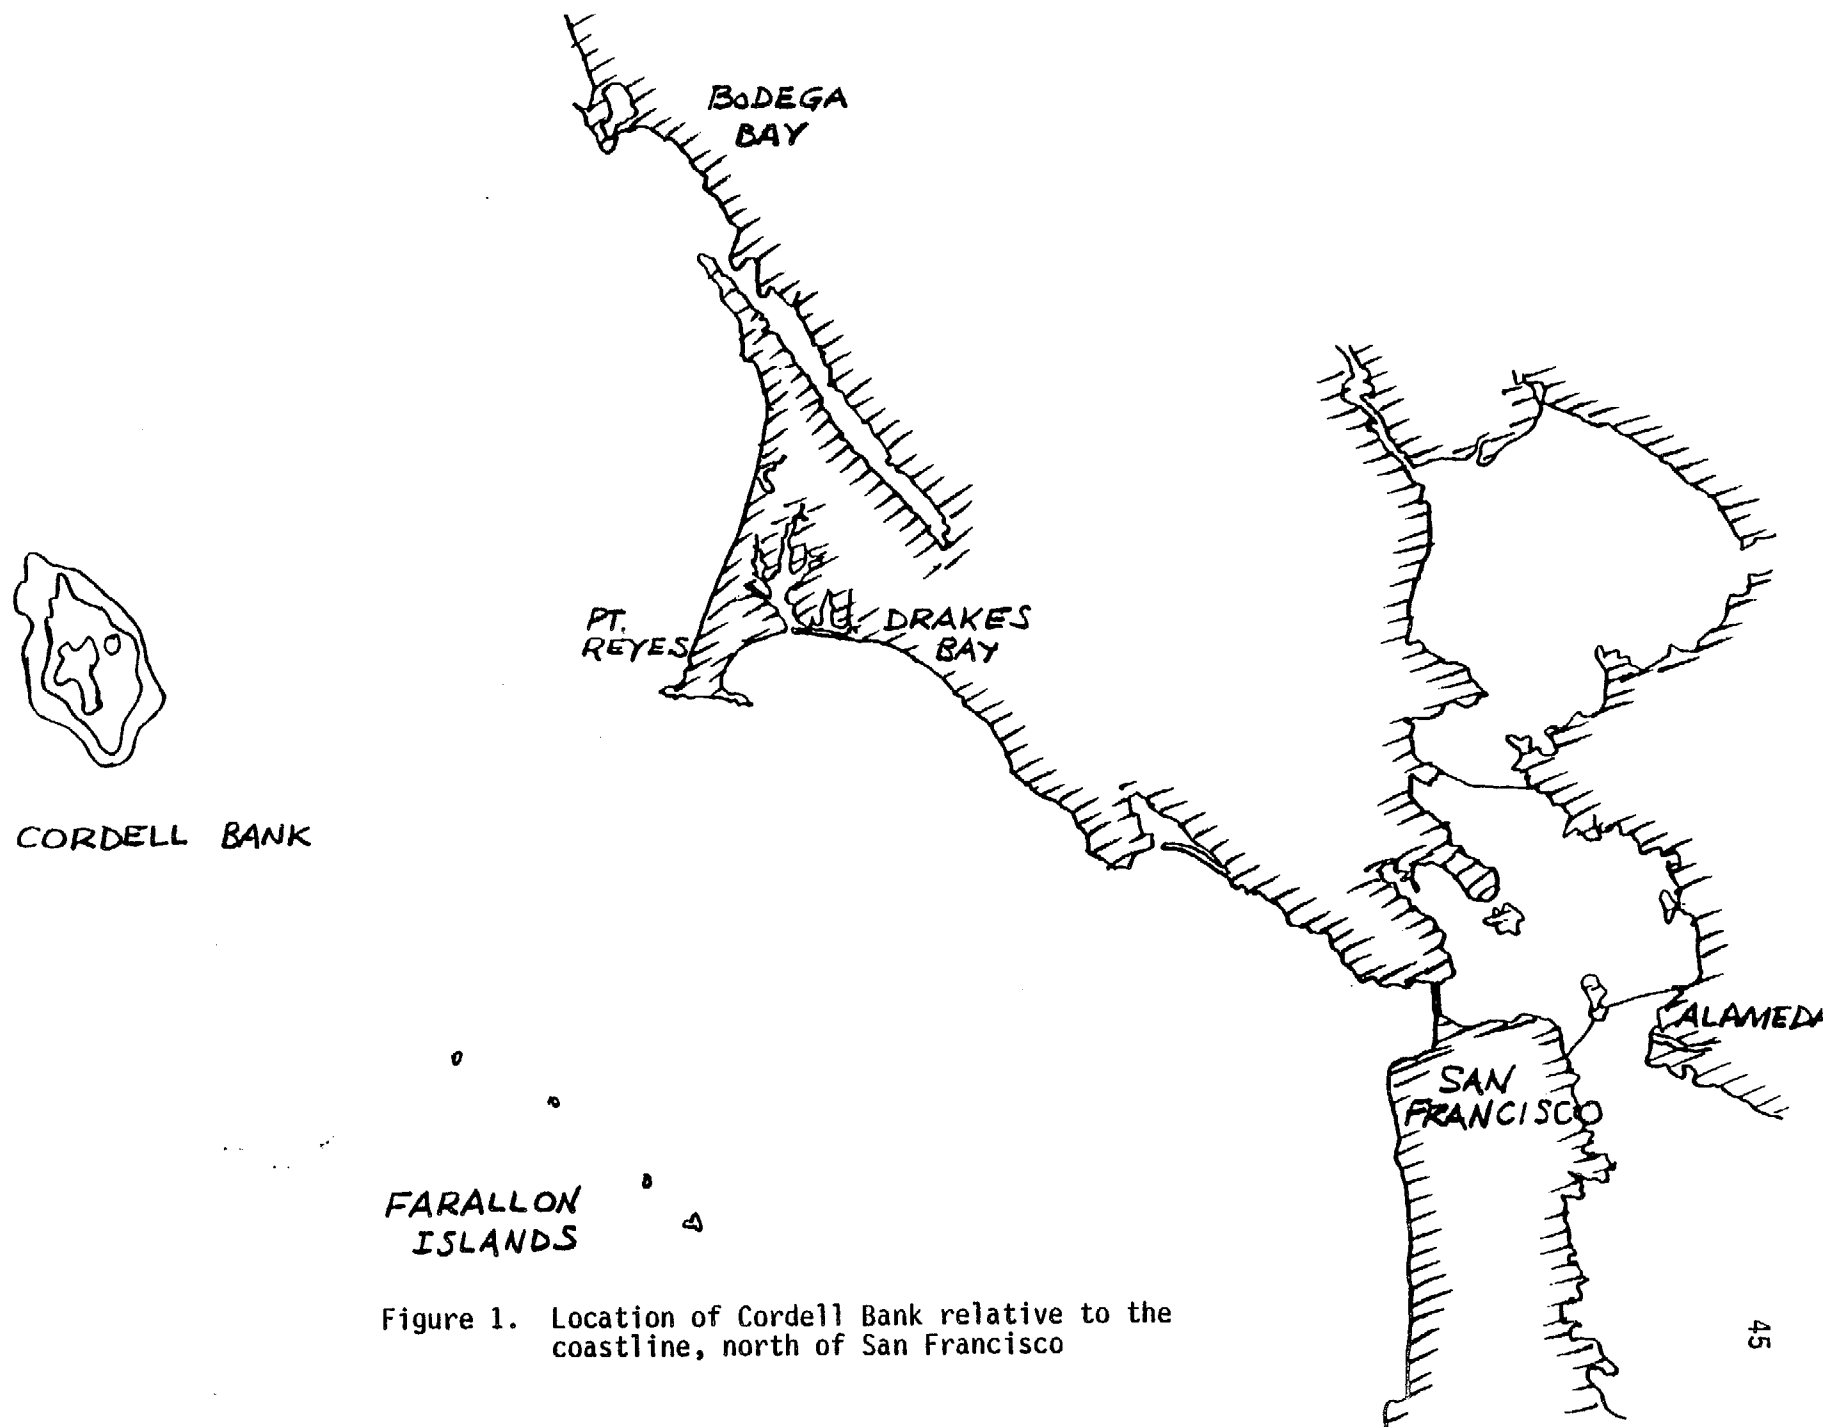 BODEGA
BAY
PT.
REYES
DRAKES
BAY
CORDELL BANK
ALAMEDA
SAN
FRANCISCO
FARALLON
ISLANDS
Figure 1. Location of Cordell Bank relative to the
coastline, north of San Francisco
45